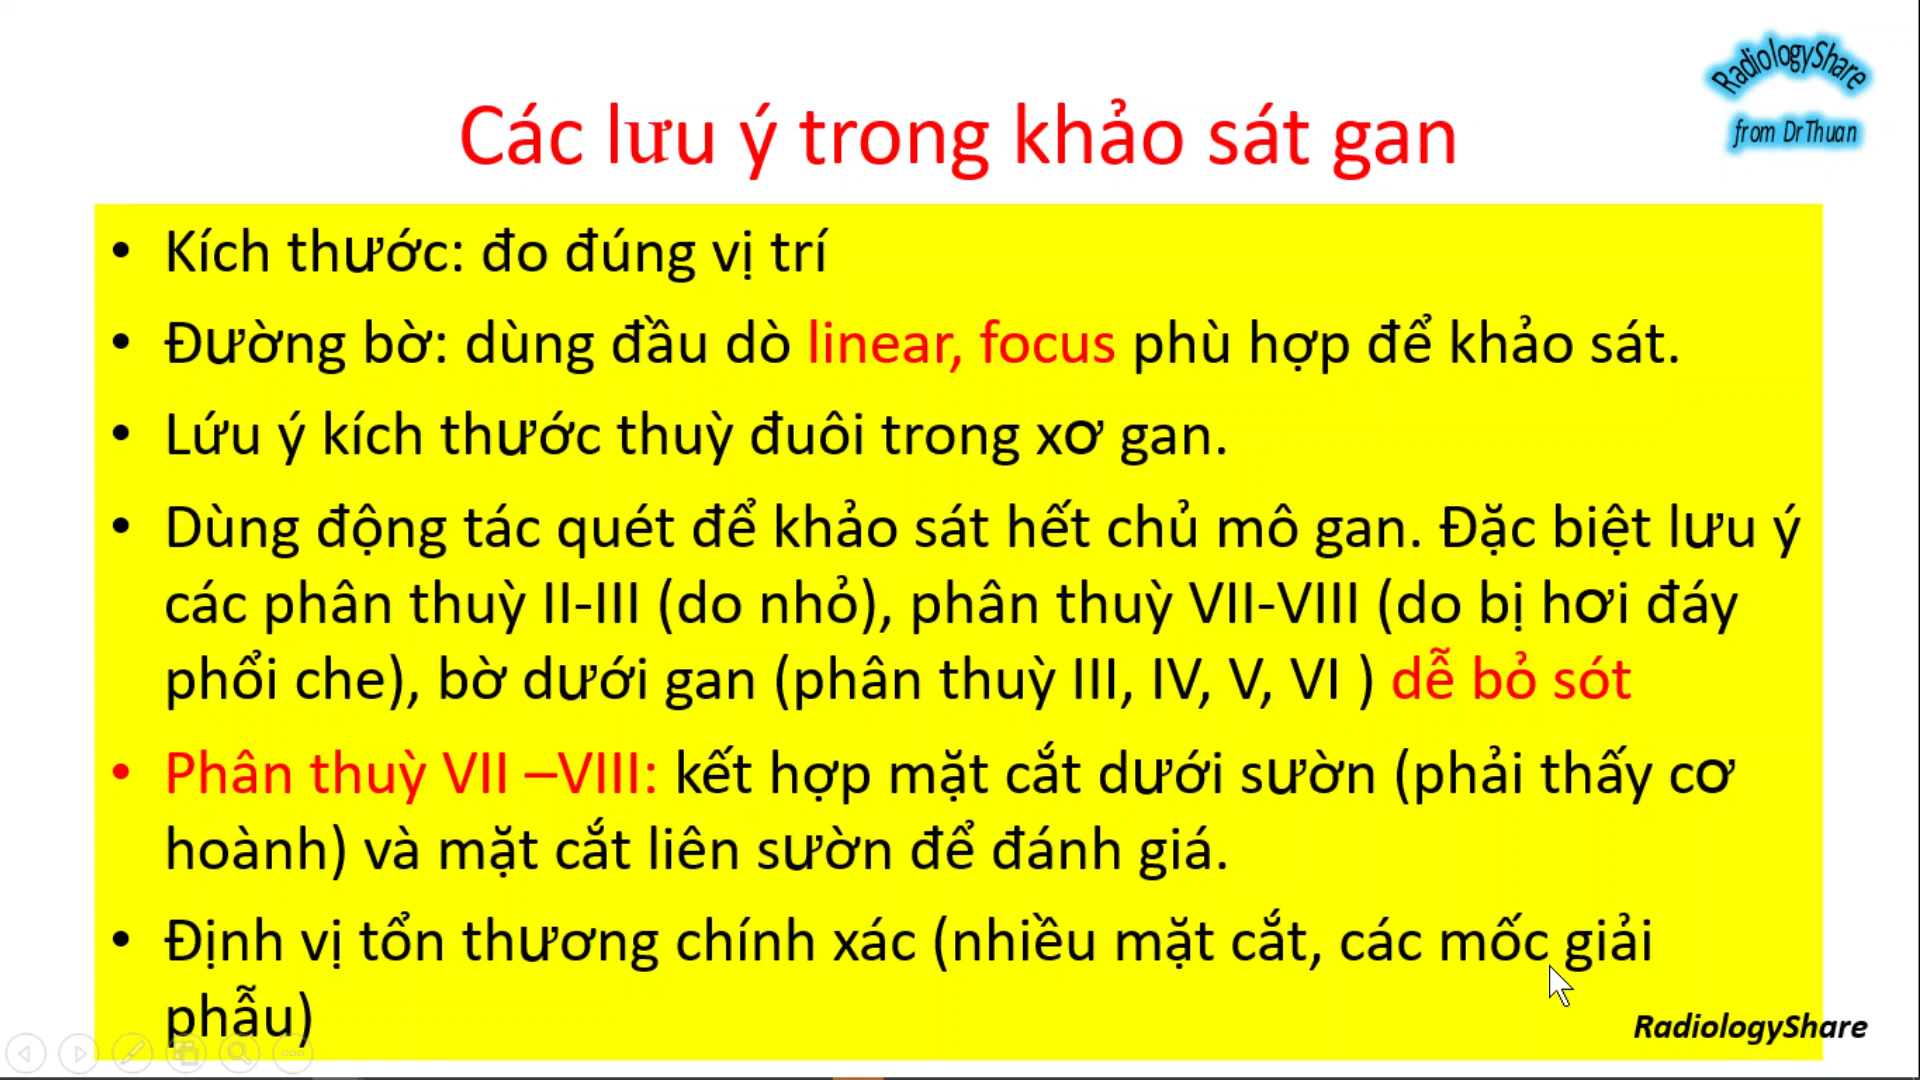 RadiologyShare
from DrThuan
Các lưu ý trong khảo sát gan
• Kích thước: đo đúng vị trí
• Đường bờ: dùng đầu dò linear, focus phù hợp để khảo sát.
• Lứu ý kích thước thuỳ đuôi trong xơ gan.
• Dùng động tác quét để khảo sát hết chủ mô gan. Đặc biệt lưu ý
các phân thuỳ II-III (do nhỏ), phân thuỳ VII-VIII (do bị hơi đáy
phổi che), bờ dưới gan (phân thuỳ III, IV, V, VI ) dễ bỏ sót
• Phân thuỳ VII –VIII: kết hợp mặt cắt dưới sườn (phải thấy cơ
hoành) và mặt cắt liên sườn để đánh giá.
• Định vị tổn thương chính xác (nhiều mặt cắt, các mốc giải
phẫu)
RadiologyShare